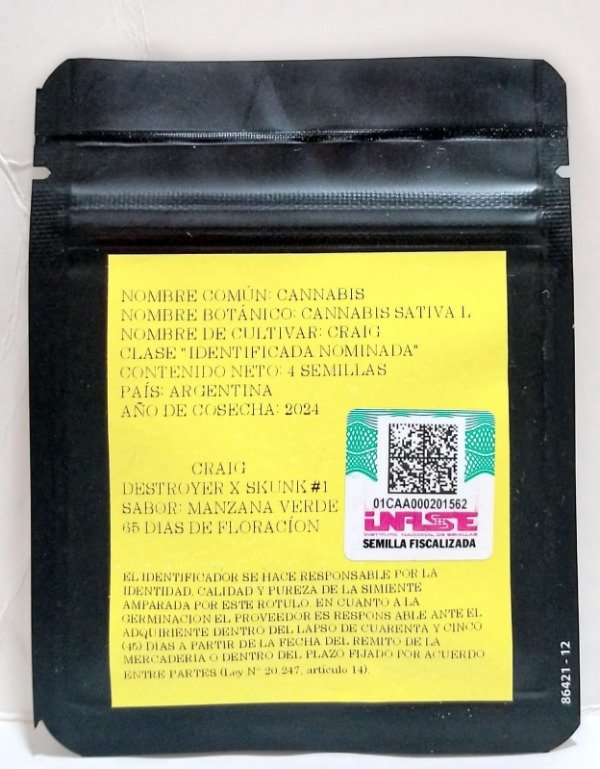 NOMBRE COMÚN: CANNABIS
NOMBRE BOTÁNICO: CANNABIS SATIVA L
NOMBRE DE CULTIVAR: CRAIG
CLASE "IDENTIFICADA NOMINADA"
CONTENIDO NETO: 4 SEMILLAS
PAÍS: ARGENTINA
AÑO DE COSECHA: 2024
CRAIG
DESTROYER X SKUNK #1
SABOR: MANZANA VERDE
65 DIAS DE FLORACÍON
01CAA000201562
INASE
INSTITUTO NACIONAL DE SEMILLAS
SEMILLA FISCALIZADA
EL IDENTIFICADOR SE HACE RESPONSABLE POR LA
IDENTIDAD, CALIDAD Y PUREZA DE LA SIMIENTE
AMPARADA POR ESTE ROTULO. EN CUANTO A LA
GERMINACION EL PROVEEDOR ES RESPONS ABLE ANTE EL
ADQUIRIENTE DENTRO DEL LAPSO DE CUARENTA Y CINCO
(45) DIAS A PARTIR DE LA FECHA DEL REMITO DE LA
MERCADERIA O DENTRO DEL PLAZO FIJADO POR ACUERDO
ENTRE PARTES (Ley Nº 20.247, articulo 14).
86421 - 12